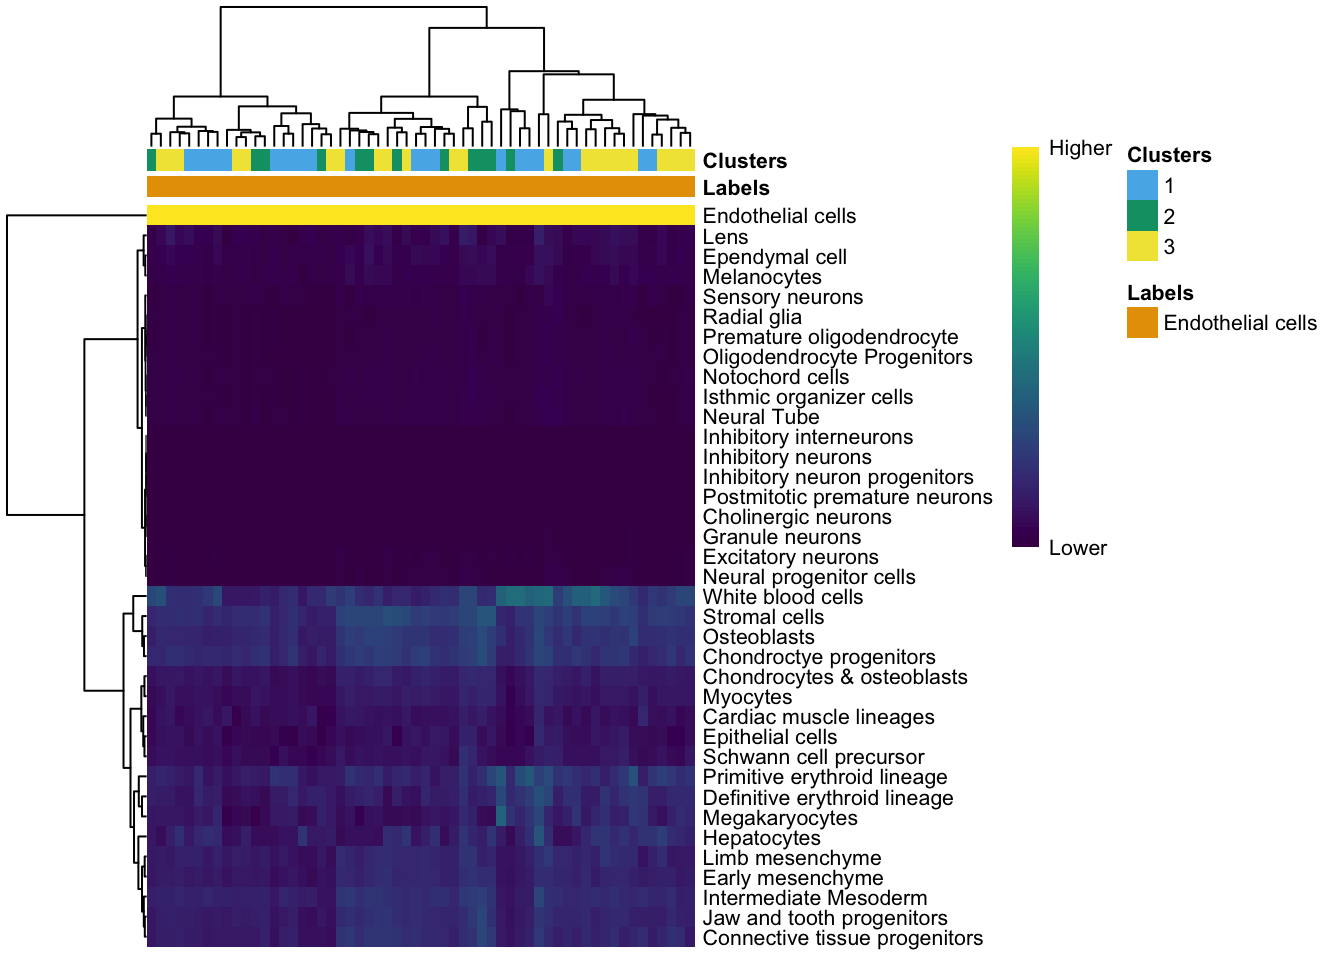 Clusters
Labels
Endothelial cells
Lens
Ependymal cell
Melanocytes
Sensory neurons
Radial glia
Premature oligodendrocyte
Oligodendrocyte Progenitors
Notochord cells
Isthmic organizer cells
Neural Tube
Inhibitory interneurons
Inhibitory neurons
Inhibitory neuron progenitors
Postmitotic premature neurons
Cholinergic neurons
Granule neurons
Excitatory neurons
Neural progenitor cells
White blood cells
Stromal cells
Osteoblasts
Chondroctye progenitors
Chondrocytes & osteoblasts
Myocytes
Cardiac muscle lineages
Epithelial cells
Schwann cell precursor
Primitive erythroid lineage
Definitive erythroid lineage
Megakaryocytes
Hepatocytes
Limb mesenchyme
Early mesenchyme
Intermediate Mesoderm
Jaw and tooth progenitors
Connective tissue progenitors
Higher
Lower
Clusters
1
2
3
Labels
Endothelial cells